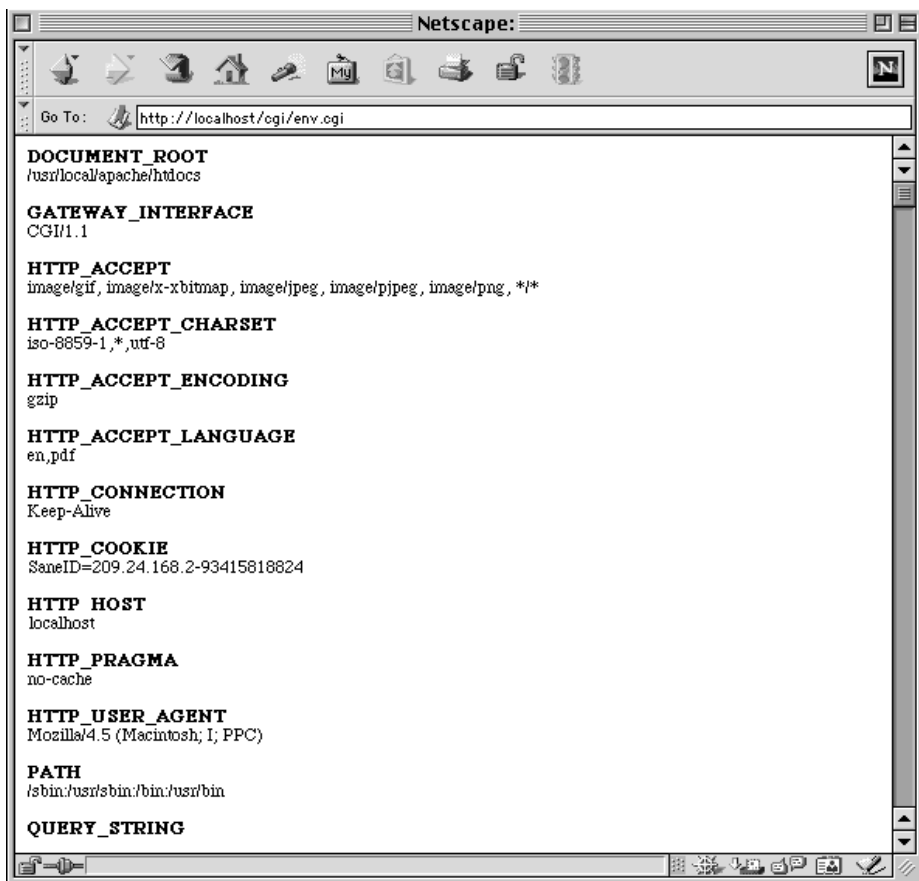 Netscape:
My
N
Go To: http://localhost/cgi/env.cgi
DOCUMENT_ROOT
/usr/local/apache/htdocs
GATEWAY_INTERFACE
CGI/1.1
HTTP_ACCEPT
image/gif, image/x-xbitmap, image/jpeg, image/pjpeg, image/png, */*
HTTP_ACCEPT_CHARSET
iso-8859-1,*,utf-8
HTTP_ACCEPT_ENCODING
gzip
HTTP_ACCEPT_LANGUAGE
en,pdf
HTTP_CONNECTION
Keep-Alive
HTTP_COOKIE
SaneID=209.24.168.2-93415818824
HTTP HOST
localhost
HTTP_PRAGMA
no-cache
HTTP_USER_AGENT
Mozilla/4.5 (Macintosh; I; PPC)
PATH
/sbin:/usr/sbin:/bin:/usr/bin
QUERY_STRING